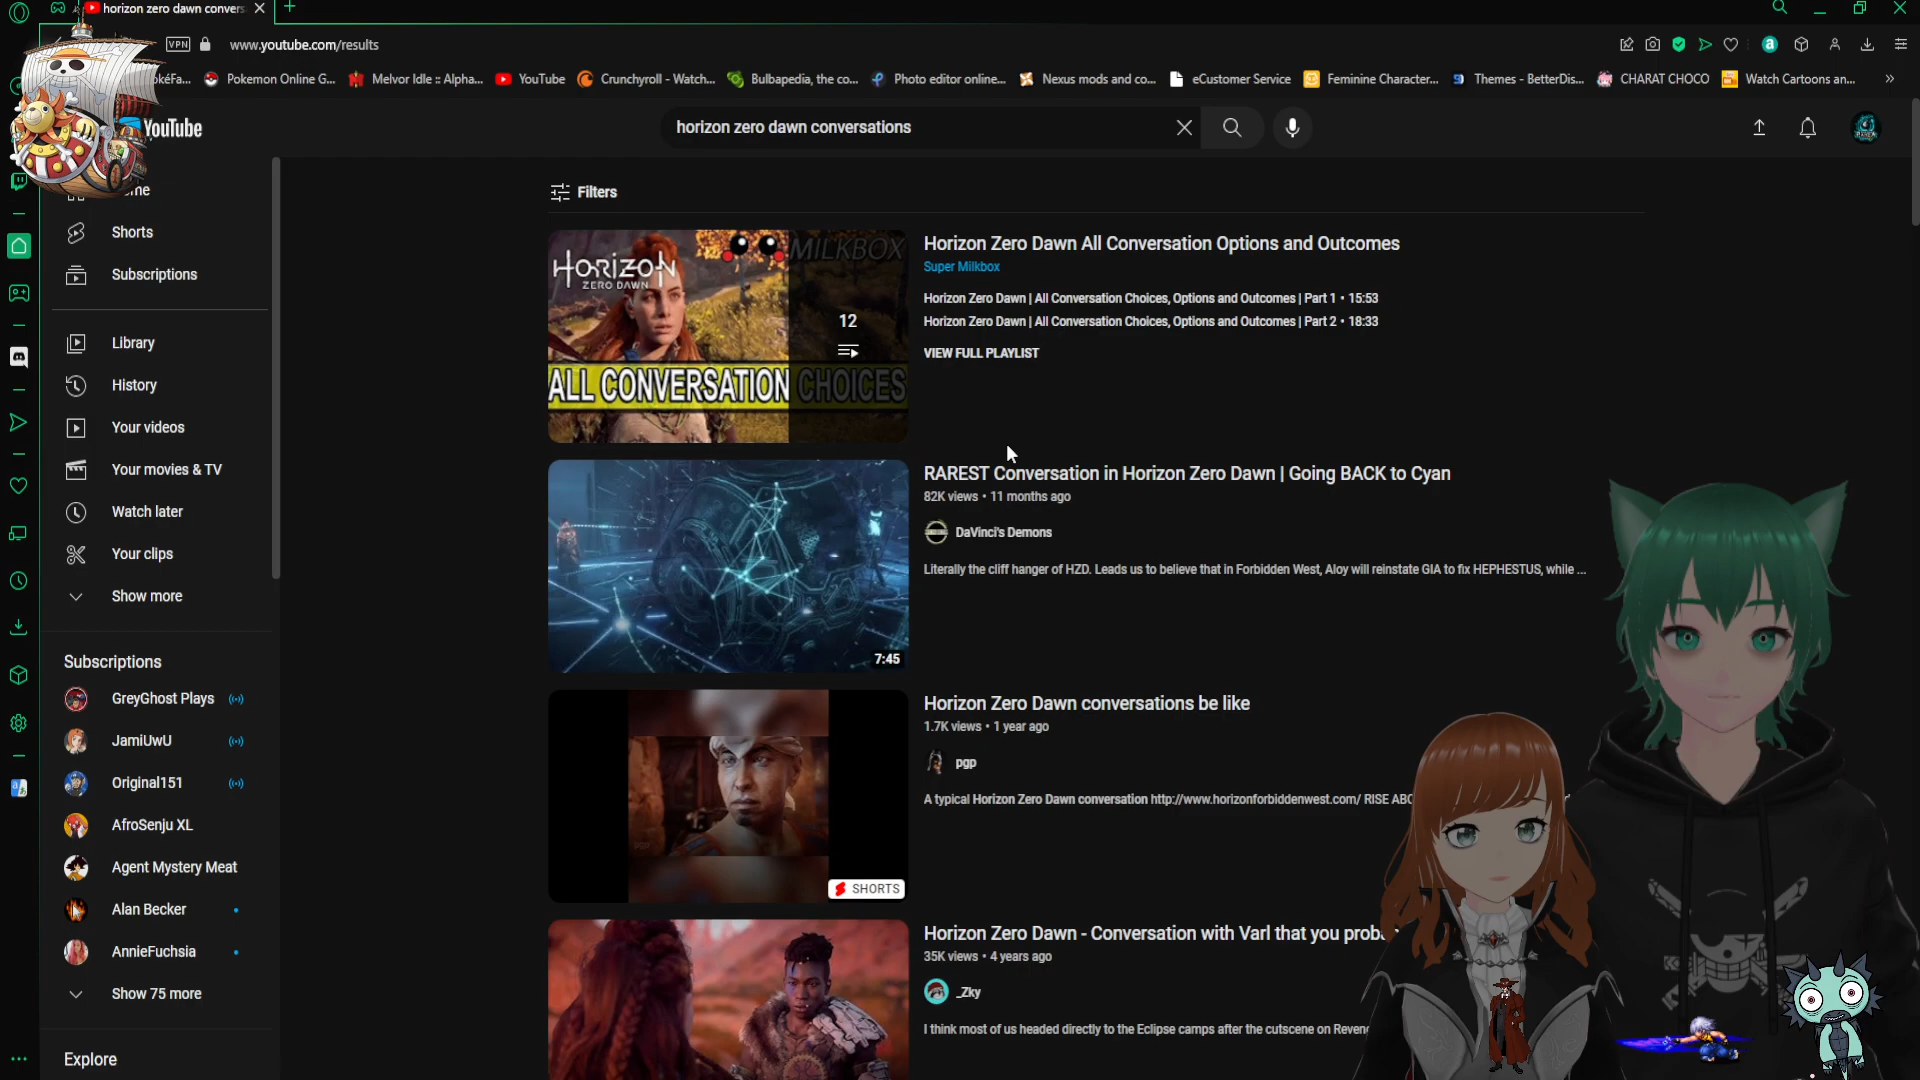 horizon zero dawn convers
VPN
www.youtube.com/results
okéFa...
Pokemon Online G...
Melvor Idle :: Alpha...
YouTube
Crunchyroll - Watch...
Bulbapedia, the co...
Photo editor online...
Nexus mods and co...
eCustomer Service
Feminine Character...
Themes - BetterDis...
CHARAT CHOCO
Watch Cartoons an...
YouTube
horizon zero dawn conversations
me
Shorts
Subscriptions
Library
History
Your videos
Your movies & TV
Watch later
Your clips
Show more
Subscriptions
GreyGhost Plays
JamiUwU
Original151
AfroSenju XL
Agent Mystery Meat
Alan Becker
AnnieFuchsia
Show 75 more
Explore
Filters
HORIZON
ZERO DAWN
MILKBOX
12
ALL CONVERSATION CHOICES
Horizon Zero Dawn All Conversation Options and Outcomes
Super Milkbox
Horizon Zero Dawn | All Conversation Choices, Options and Outcomes | Part 1 • 15:53
Horizon Zero Dawn | All Conversation Choices, Options and Outcomes | Part 2 • 18:33
VIEW FULL PLAYLIST
7:45
RAREST Conversation in Horizon Zero Dawn | Going BACK to Cyan
82K views • 11 months ago
DaVinci's Demons
Literally the cliff hanger of HZD. Leads us to believe that in Forbidden West, Aloy will reinstate GIA to fix HEPHESTUS, while ...
SHORTS
Horizon Zero Dawn conversations be like
1.7K views • 1 year ago
pgp
A typical Horizon Zero Dawn conversation http://www.horizonforbiddenwest.com/ RISE ABO
Horizon Zero Dawn - Conversation with Varl that you prob
35K views • 4 years ago
_Zky
I think most of us headed directly to the Eclipse camps after the cutscene on Reven